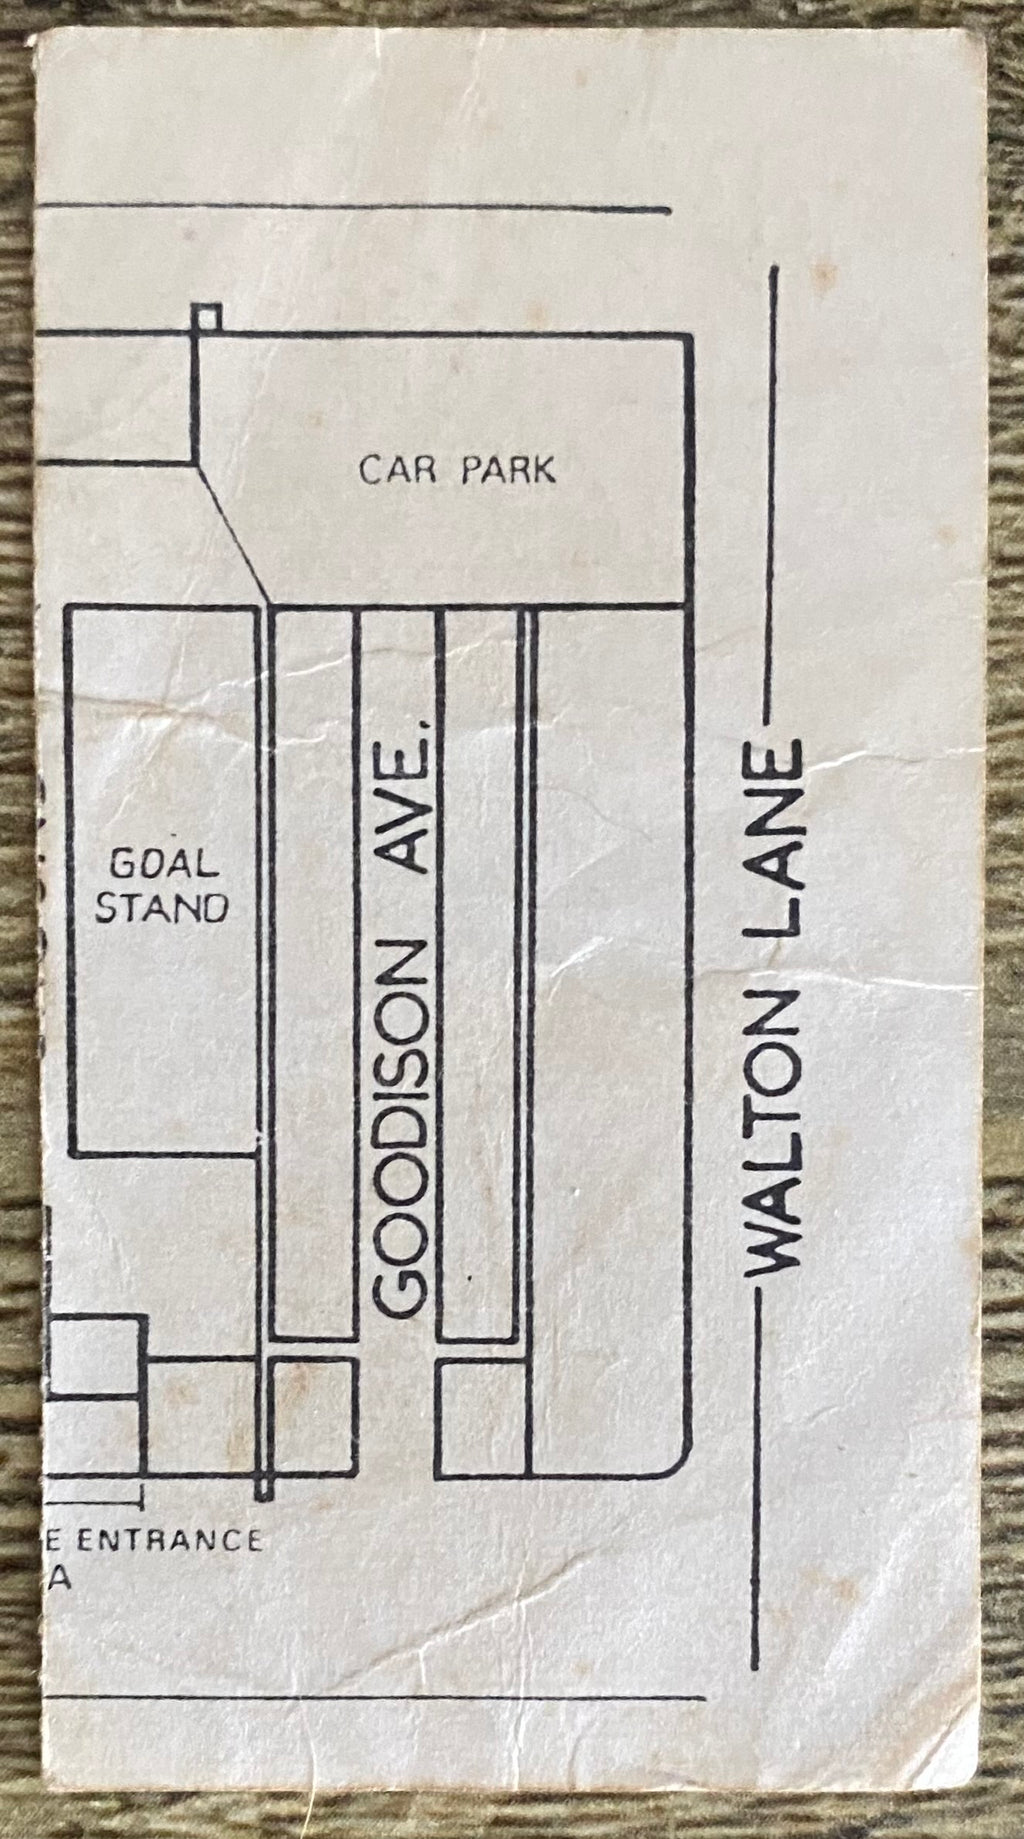 CAR PARK
GOAL
STAND
GOODISON AVE.
WALTON LANE
E ENTRANCE
A